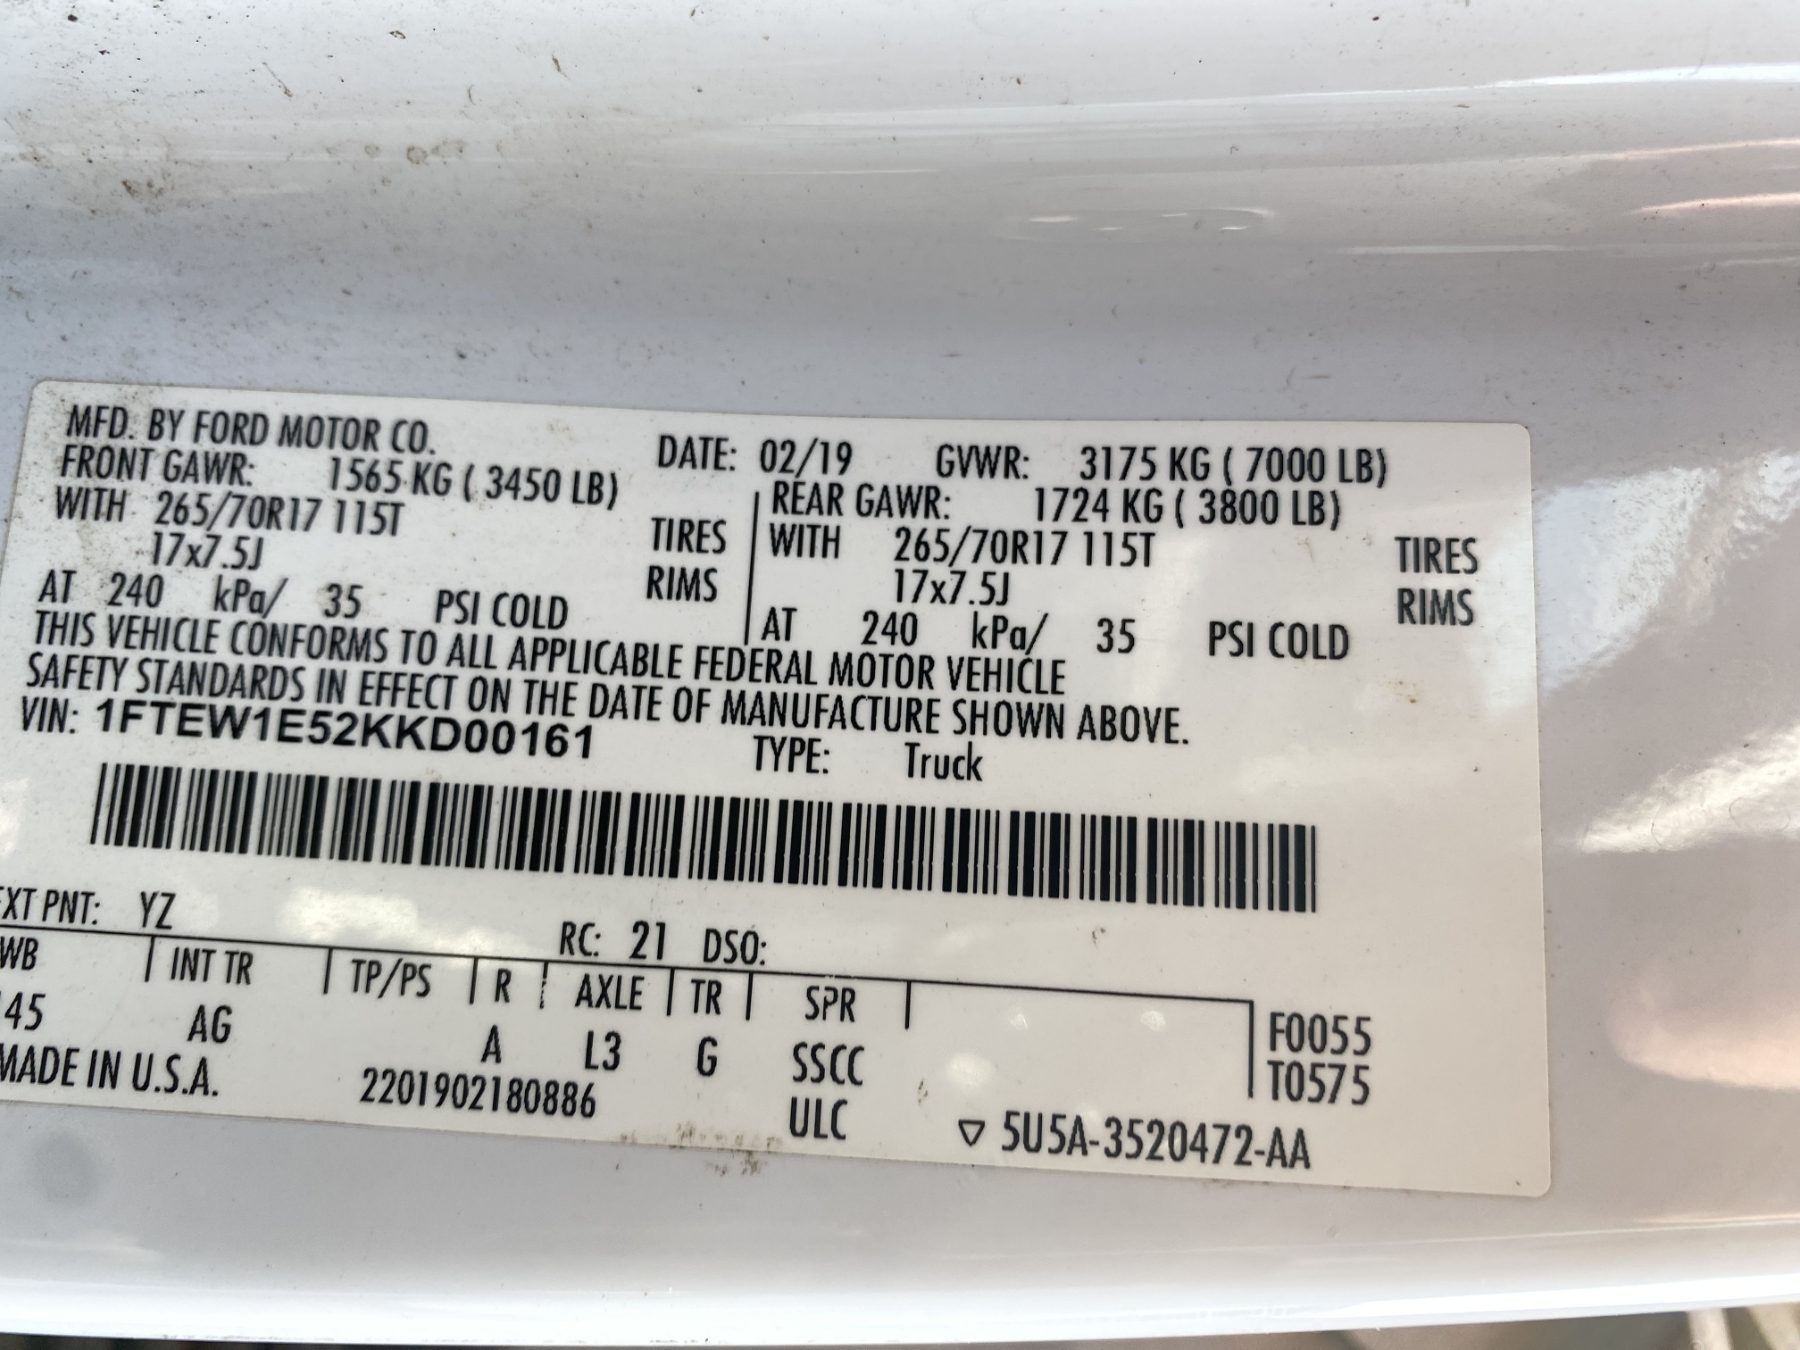 MFD. BY FORD MOTOR CO. DATE: 02/19 GVWR: 3175 KG ( 7000 LB)
FRONT GAWR: 1565 KG ( 3450 LB) REAR GAWR: 1724 KG ( 3800 LB)
WITH 265/70R17 115T TIRES WITH 265/70R17 115T TIRES
17x7.5J RIMS 17x7.5J RIMS
AT 240 kPa/ 35 PSI COLD AT 240 kPa/ 35 PSI COLD
THIS VEHICLE CONFORMS TO ALL APPLICABLE FEDERAL MOTOR VEHICLE
SAFETY STANDARDS IN EFFECT ON THE DATE OF MANUFACTURE SHOWN ABOVE.
VIN: 1FTEW1E52KKD00161 TYPE: Truck
EXT PNT: YZ RC: 21 DSO:
WB INT TR TP/PS R AXLE TR SPR F0055
45 AG A L3 G SSCC T0575
MADE IN U.S.A. 2201902180886 ULC ▽ 5U5A-3520472-AA